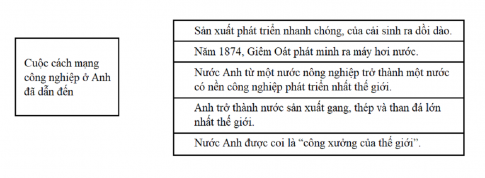 Cuộc cách mạng
công nghiệp ở Anh
đã dẫn đến
Sản xuất phát triển nhanh chóng, của cải sinh ra dồi dào.
Năm 1874, Giêm Oát phát minh ra máy hơi nước.
Nước Anh từ một nước nông nghiệp trở thành một nước
có nền công nghiệp phát triển nhất thế giới.
Anh trở thành nước sản xuất gang, thép và than đá lớn
nhất thế giới.
Nước Anh được coi là “công xưởng của thế giới”.